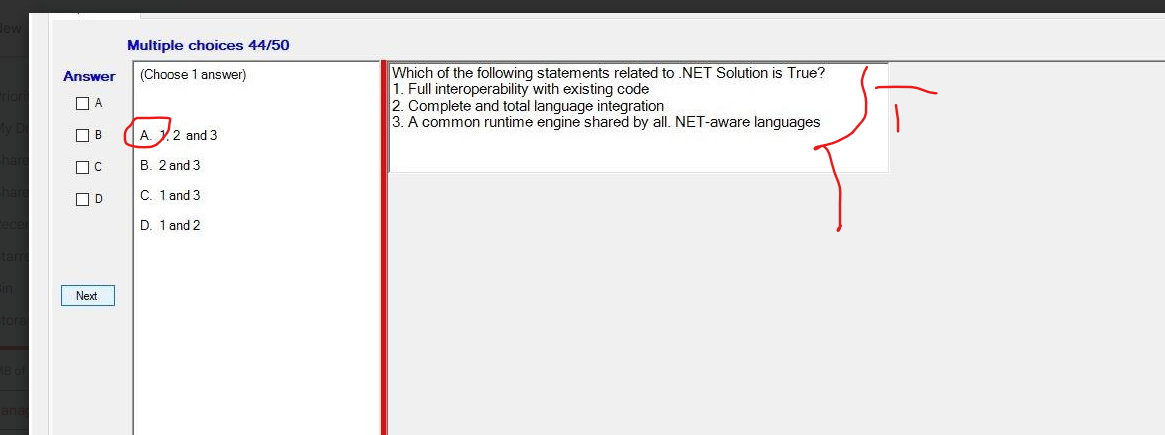 Multiple choices 44/50
Answer
(Choose 1 answer)
Which of the following statements related to .NET Solution is True?
1. Full interoperability with existing code
2. Complete and total language integration
3. A common runtime engine shared by all. NET-aware languages
A
B
C
D
A. 1, 2 and 3
B. 2 and 3
C. 1 and 3
D. 1 and 2
Next